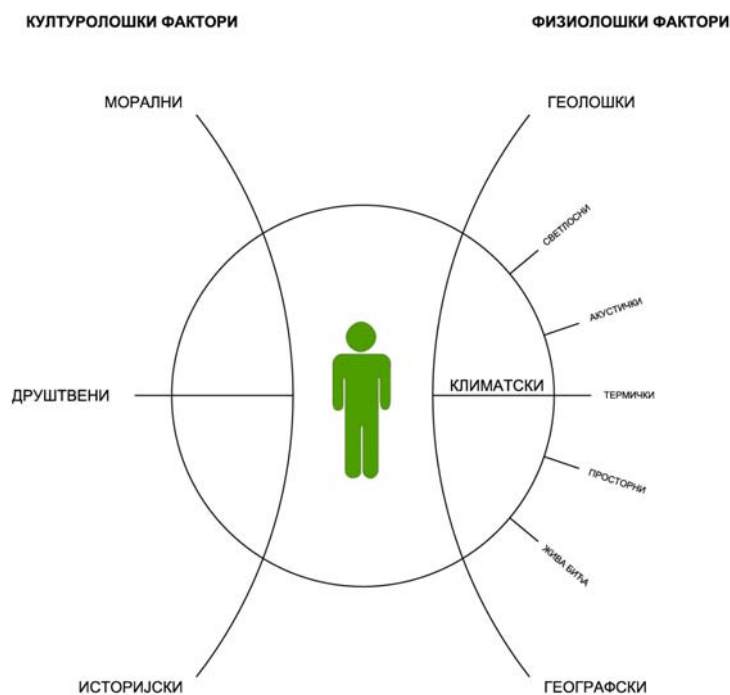 КУЛТУРОЛОШКИ ФАКТОРИ
ФИЗИОЛОШКИ ФАКТОРИ
МОРАЛНИ
ГЕОЛОШКИ
СВЕТЛОСНИ
АКУСТИЧКИ
ДРУШТВЕНИ
КЛИМАТСКИ
ТЕРМИЧКИ
ПРОСТОРНИ
ЖИВА БИЋА
ИСТОРИЈСКИ
ГЕОГРАФСКИ